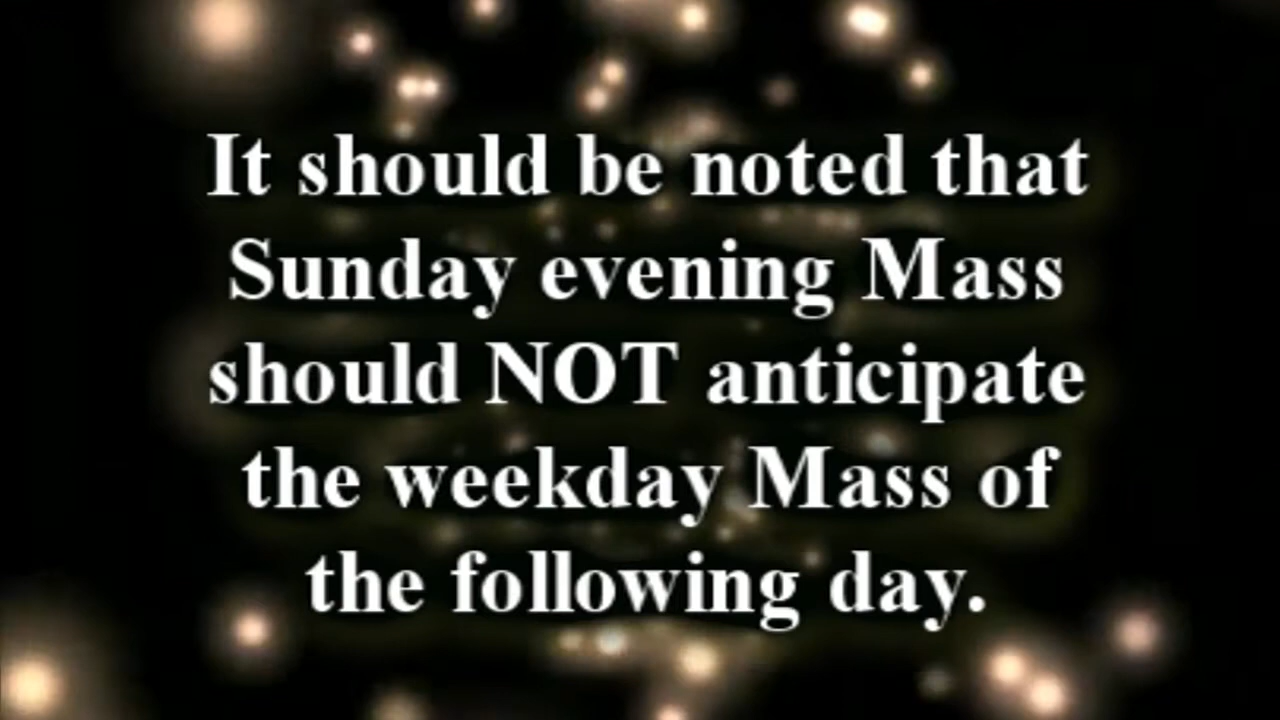 It should be noted that
Sunday evening Mass
should NOT anticipate
the weekday Mass of
the following day.